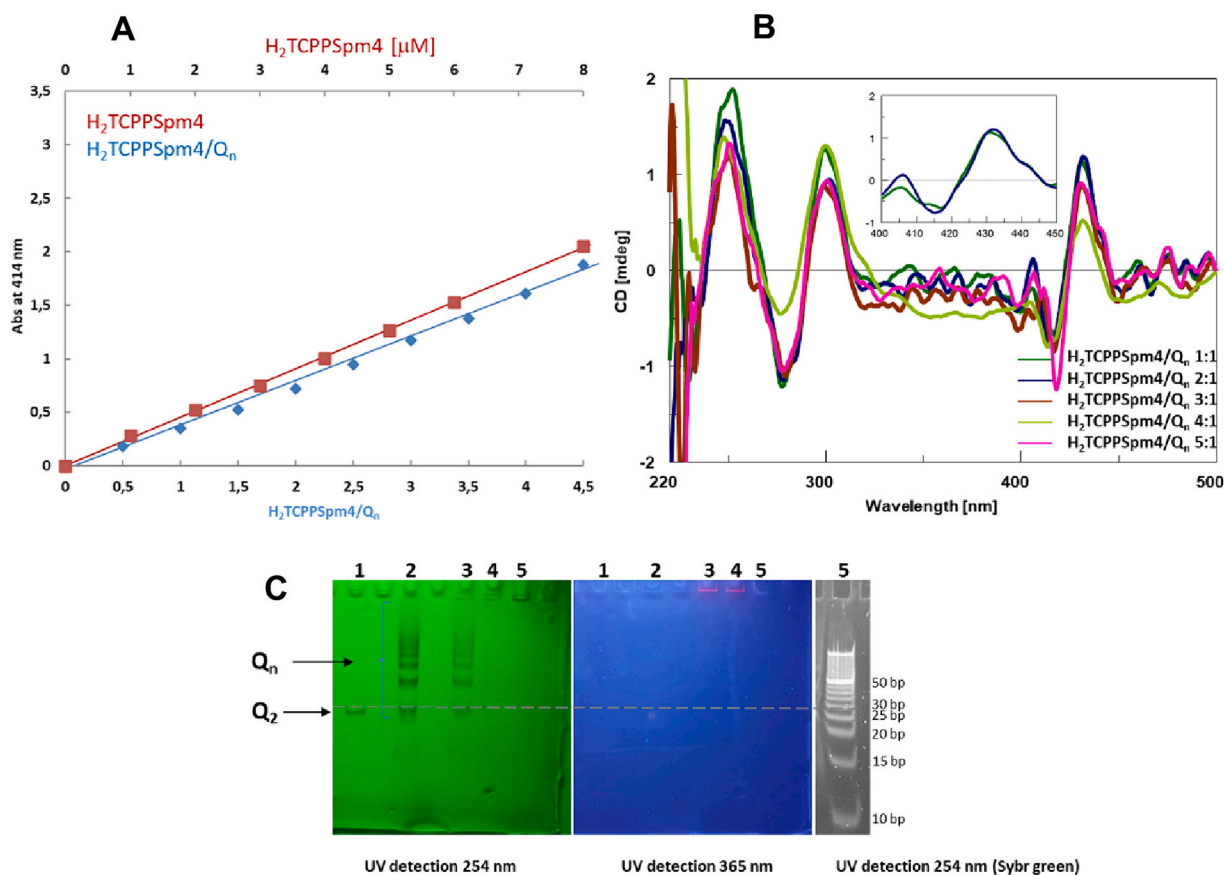 A
H₂TCPPSpm4 [μM]
0 1 2 3 4 5 6 7 8
3,5
3
2,5
2
1,5
1
0,5
0
H₂TCPPSpm4
H₂TCPPSpm4/Qₙ
Abs at 414 nm
0 0,5 1 1,5 2 2,5 3 3,5 4 4,5
H₂TCPPSpm4/Qₙ
B
2
1
0
-1
-2
CD [mdeg]
2
1
0
-1
400 410 420 430 440 450
H₂TCPPSpm4/Qₙ 1:1
H₂TCPPSpm4/Qₙ 2:1
H₂TCPPSpm4/Qₙ 3:1
H₂TCPPSpm4/Qₙ 4:1
H₂TCPPSpm4/Qₙ 5:1
220 300 400 500
Wavelength [nm]
C
1 2 3 4 5
Qₙ
Q₂
1 2 3 4 5
5
50 bp
30 bp
25 bp
20 bp
15 bp
10 bp
UV detection 254 nm
UV detection 365 nm
UV detection 254 nm (Sybr green)